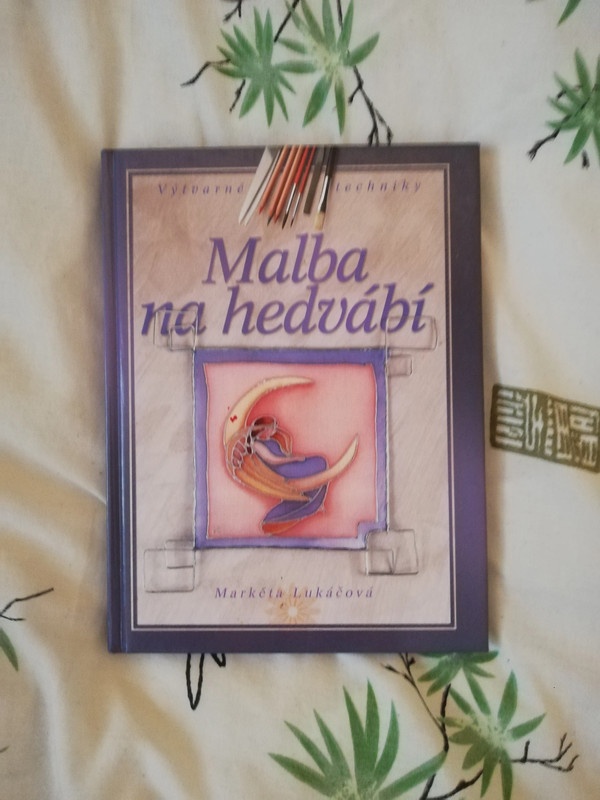 Výtvarné techniky
Malba
na hedvábí
Markéta Lukáčová